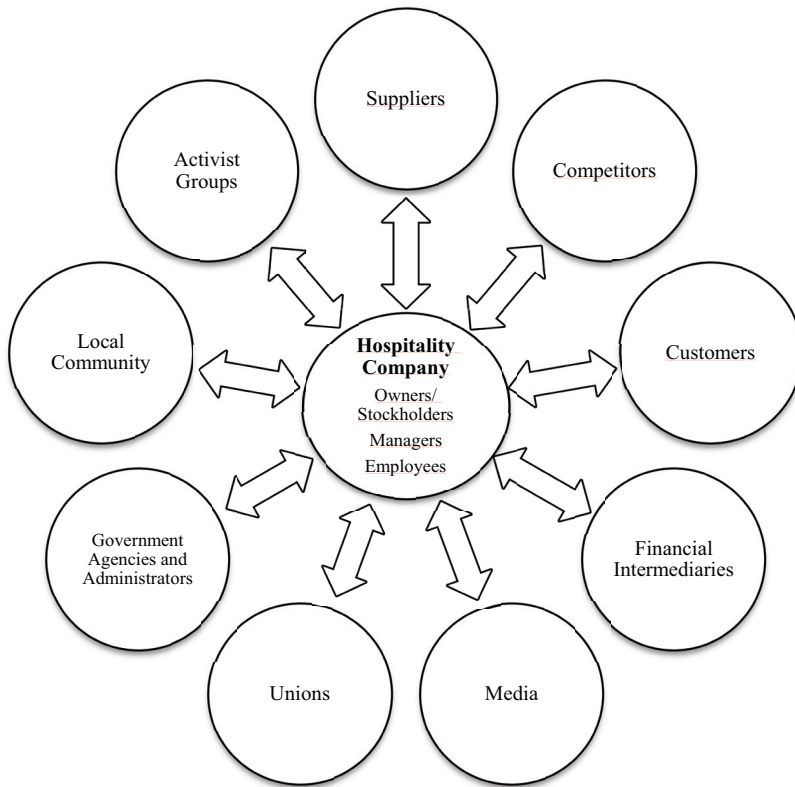 Suppliers
Activist
Groups
Competitors
Local
Community
Hospitality
Company
Owners/
Stockholders
Managers
Employees
Customers
Government
Agencies and
Administrators
Financial
Intermediaries
Unions
Media